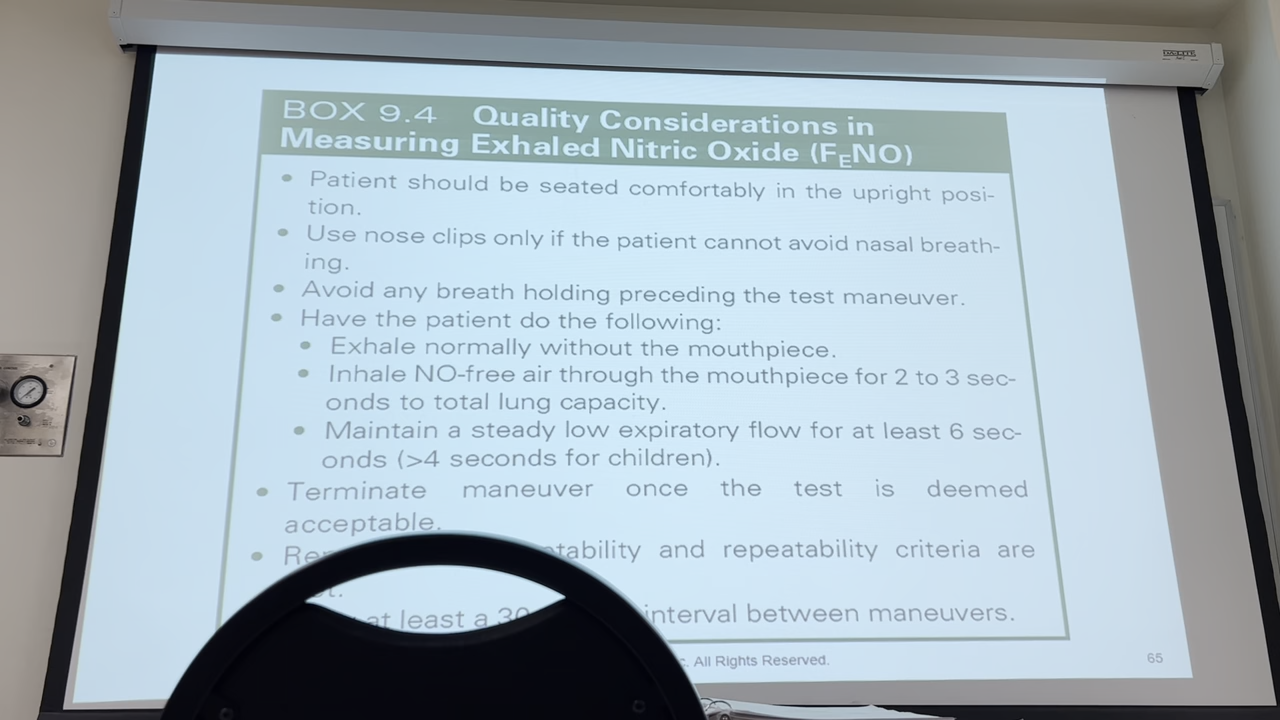 DA-LITE
BOX 9.4 Quality Considerations in
Measuring Exhaled Nitric Oxide (FENO)
• Patient should be seated comfortably in the upright posi-
tion.
• Use nose clips only if the patient cannot avoid nasal breath-
ing.
• Avoid any breath holding preceding the test maneuver.
• Have the patient do the following:
• Exhale normally without the mouthpiece.
• Inhale NO-free air through the mouthpiece for 2 to 3 sec-
onds to total lung capacity.
• Maintain a steady low expiratory flow for at least 6 sec-
onds (>4 seconds for children).
• Terminate maneuver once the test is deemed
acceptable.
• and repeatability criteria are
at least a interval between maneuvers.
All Rights Reserved.
65